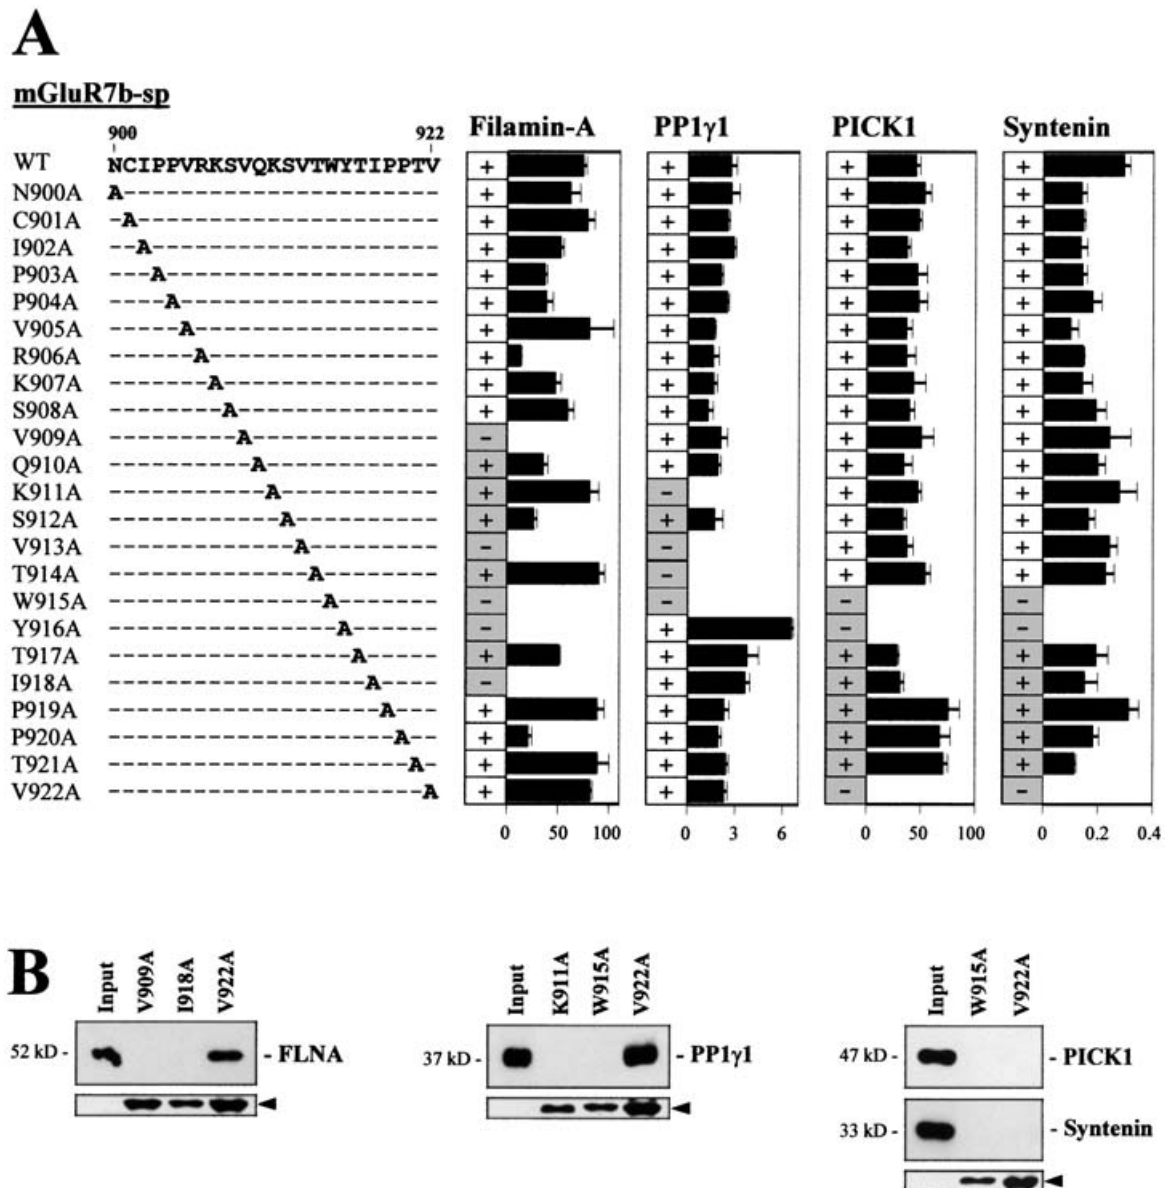 A
mGluR7b-sp
Filamin-A PP1γ1 PICK1 Syntenin
900 922
WT NCIPPVRKSVQKSVTWYTIPPTV + + + +
N900A A---------------------- + + + +
C901A -A--------------------- + + + +
I902A --A-------------------- + + + +
P903A ---A------------------- + + + +
P904A ----A------------------ + + + +
V905A -----A----------------- + + + +
R906A ------A---------------- + + + +
K907A -------A--------------- + + + +
S908A --------A-------------- + + + +
V909A ---------A------------- - + + +
Q910A ----------A------------ + + + +
K911A -----------A----------- + - + +
S912A ------------A---------- + + + +
V913A -------------A--------- - - + +
T914A --------------A-------- + - + +
W915A ---------------A------- - - - -
Y916A ----------------A------ - + - -
T917A -----------------A----- + + + +
I918A ------------------A---- - + + +
P919A -------------------A--- + + + +
P920A --------------------A-- + + + +
T921A ---------------------A- + + + +
V922A ----------------------A + + - -
0 100 0 3 6 0 50 100 0 0.2 0.4
B
Input V909A I918A V922A
52 kD - - FLNA
Input K911A W915A V922A
37 kD - - PP1γ1
Input W915A V922A
47 kD - - PICK1
33 kD - - Syntenin